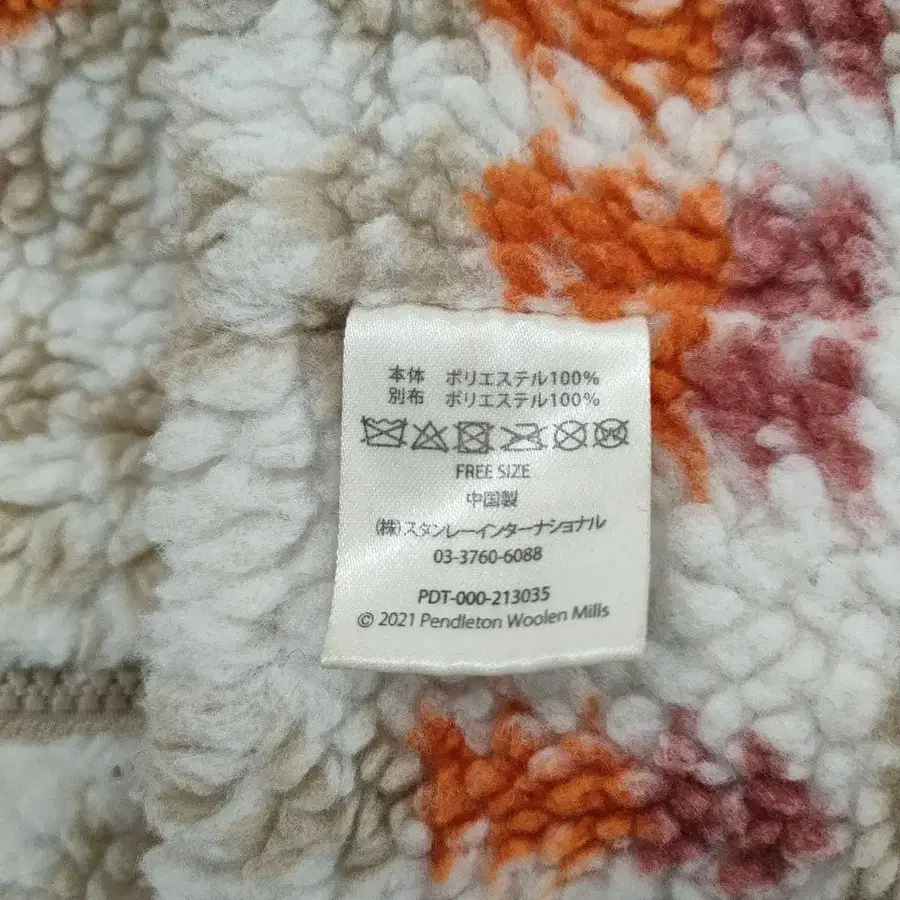 本体 ポリエステル100%
別布 ポリエステル100%
FREE SIZE
中国製
(株)スタンレーインターナショナル
03-3760-6088
PDT-000-213035
© 2021 Pendleton Woolen Mills